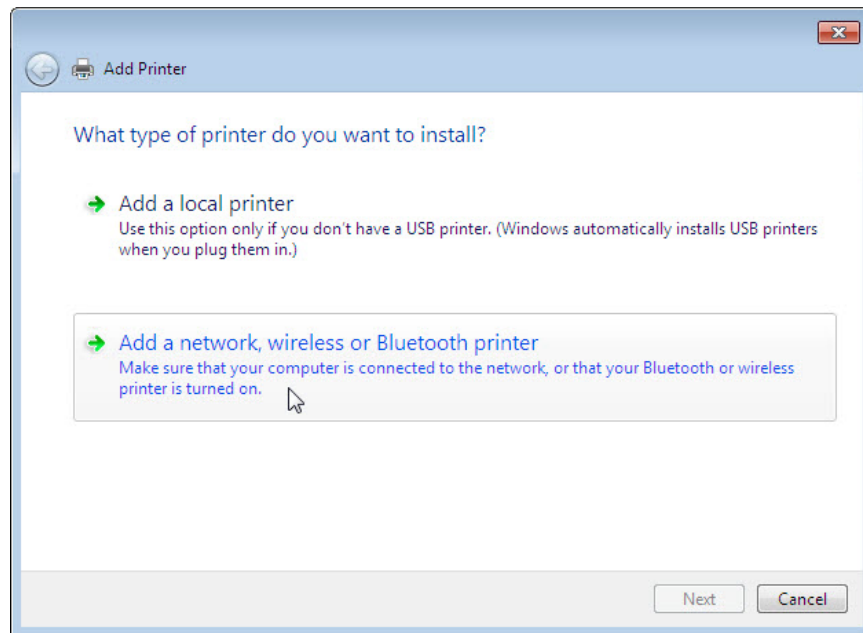 Add Printer
What type of printer do you want to install?
Add a local printer
Use this option only if you don't have a USB printer. (Windows automatically installs USB printers
when you plug them in.)
Add a network, wireless or Bluetooth printer
Make sure that your computer is connected to the network, or that your Bluetooth or wireless
printer is turned on.
Next
Cancel